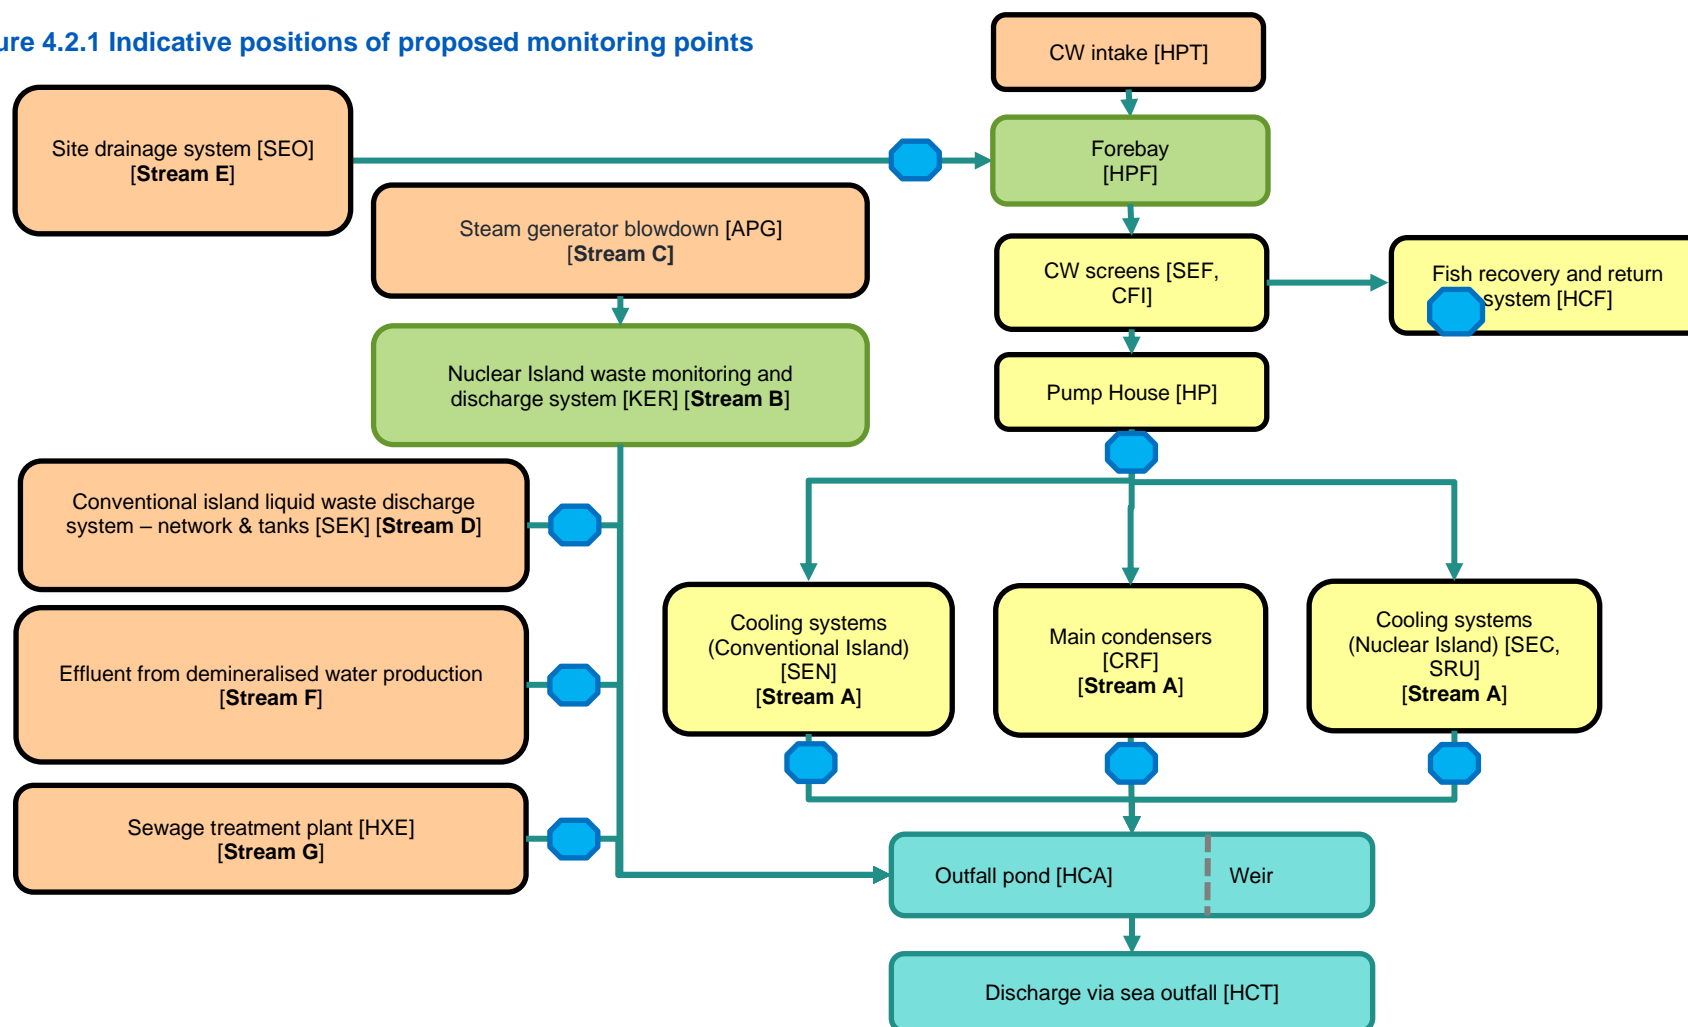 ure 4.2.1 Indicative positions of proposed monitoring points
CW intake [HPT]
Site drainage system [SEO]
[Stream E]
Forebay
[HPF]
Steam generator blowdown [APG]
[Stream C]
CW screens [SEF,
CFI]
Fish recovery and return
system [HCF]
Nuclear Island waste monitoring and
discharge system [KER] [Stream B]
Pump House [HP]
Conventional island liquid waste discharge
system – network & tanks [SEK] [Stream D]
Cooling systems
(Conventional Island)
[SEN]
[Stream A]
Main condensers
[CRF]
[Stream A]
Cooling systems
(Nuclear Island) [SEC,
SRU]
[Stream A]
Effluent from demineralised water production
[Stream F]
Sewage treatment plant [HXE]
[Stream G]
Outfall pond [HCA]
Weir
Discharge via sea outfall [HCT]